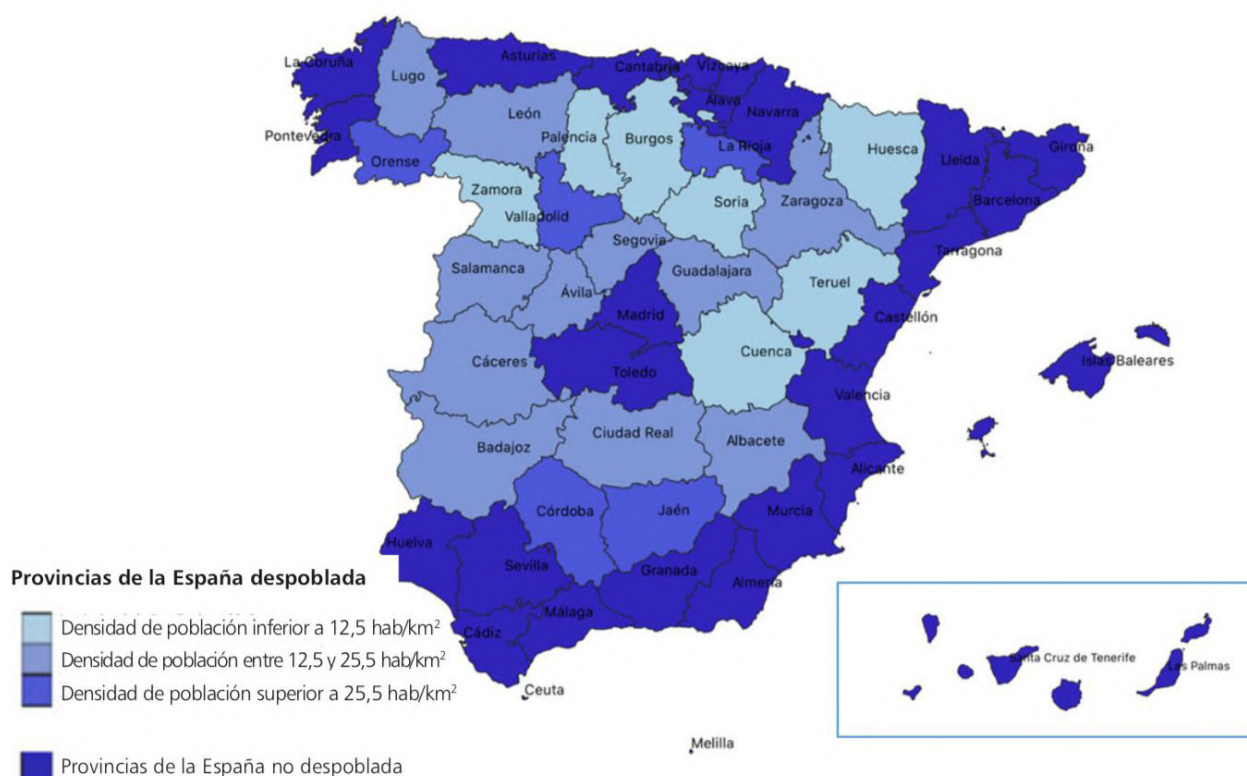 La Coruña
Lugo
Asturias
Cantabria
Vizcaya
Álava
Navarra
Pontevedra
Orense
León
Palencia
Burgos
La Rioja
Huesca
Lleida
Girona
Barcelona
Zamora
Valladolid
Soria
Zaragoza
Tarragona
Salamanca
Segovia
Ávila
Guadalajara
Teruel
Madrid
Castellón
Cáceres
Toledo
Cuenca
Valencia
Islas Baleares
Badajoz
Ciudad Real
Albacete
Alicante
Córdoba
Jaén
Murcia
Huelva
Sevilla
Granada
Almería
Málaga
Cádiz
Ceuta
Melilla
Santa Cruz de Tenerife
Las Palmas
Provincias de la España despoblada
Densidad de población inferior a 12,5 hab/km²
Densidad de población entre 12,5 y 25,5 hab/km²
Densidad de población superior a 25,5 hab/km²
Provincias de la España no despoblada